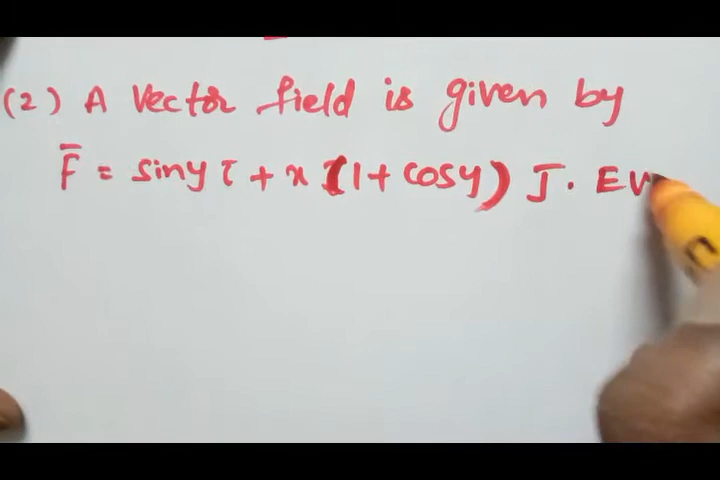 (2) A Vector field is given by
F̅ = siny i̅ + x (1 + cosy) J̅. Ev